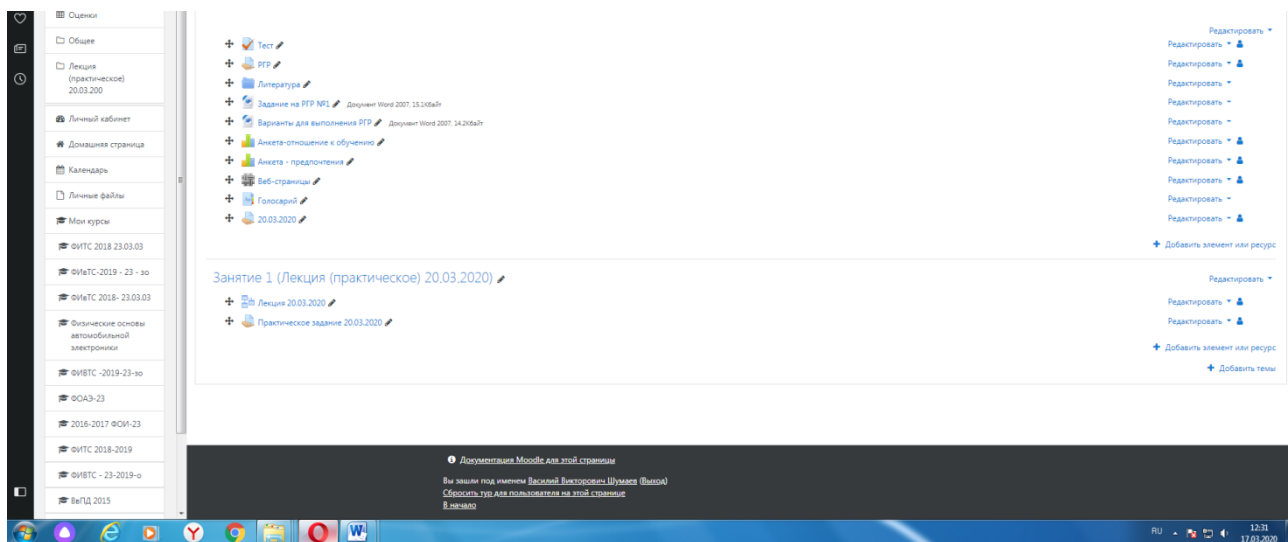 Оценки
Общее
Лекция
(практическое)
20.03.200
Личный кабинет
Домашняя страница
Календарь
Личные файлы
Мои курсы
ФИТС 2018 23.03.03
ФИвТС-2019 - 23 - зо
ФИвТС 2018- 23.03.03
Физические основы
автомобильной
электроники
ФИВТС -2019-23-зо
ФОАЭ-23
2016-2017 ФОИ-23
ФИТС 2018-2019
ФИВТС - 23-2019-о
ВвПД 2015
Редактировать
Тест Редактировать
РГР Редактировать
Литература Редактировать
Задание на РГР №1 Документ Word 2007, 15.1Кбайт Редактировать
Варианты для выполнения РГР Документ Word 2007, 14.2Кбайт Редактировать
Анкета-отношение к обучению Редактировать
Анкета - предпочтения Редактировать
Веб-страницы Редактировать
Голосарий Редактировать
20.03.2020 Редактировать
Добавить элемент или ресурс
Занятие 1 (Лекция (практическое) 20.03.2020) Редактировать
Лекция 20.03.2020 Редактировать
Практическое задание 20.03.2020 Редактировать
Добавить элемент или ресурс
Добавить темы
Документация Moodle для этой страницы
Вы зашли под именем Василий Викторович Шумаев (Выход)
Сбросить тур для пользователя на этой странице
В начало
RU 12:31
17.03.2020